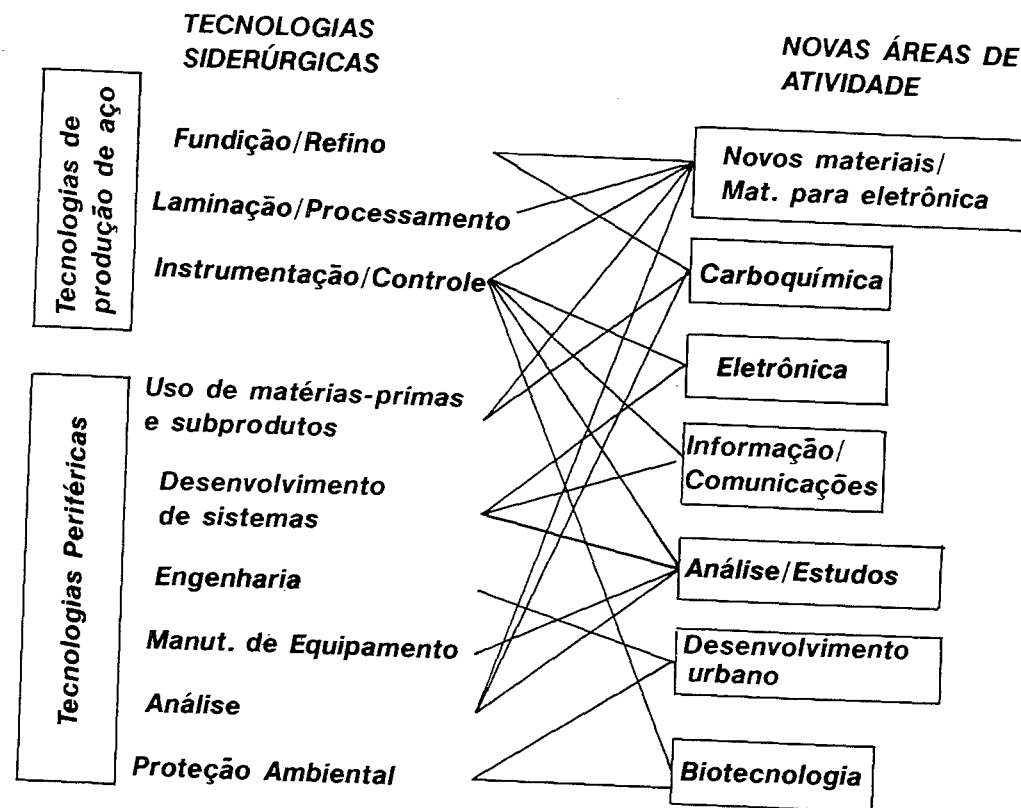 TECNOLOGIAS
SIDERÚRGICAS
NOVAS ÁREAS DE
ATIVIDADE
Tecnologias de
produção de aço
Fundição/Refino
Laminação/Processamento
Instrumentação/Controle
Tecnologias Periféricas
Uso de matérias-primas
e subprodutos
Desenvolvimento
de sistemas
Engenharia
Manut. de Equipamento
Análise
Proteção Ambiental
Novos materiais/
Mat. para eletrônica
Carboquímica
Eletrônica
Informação/
Comunicações
Análise/Estudos
Desenvolvimento
urbano
Biotecnologia